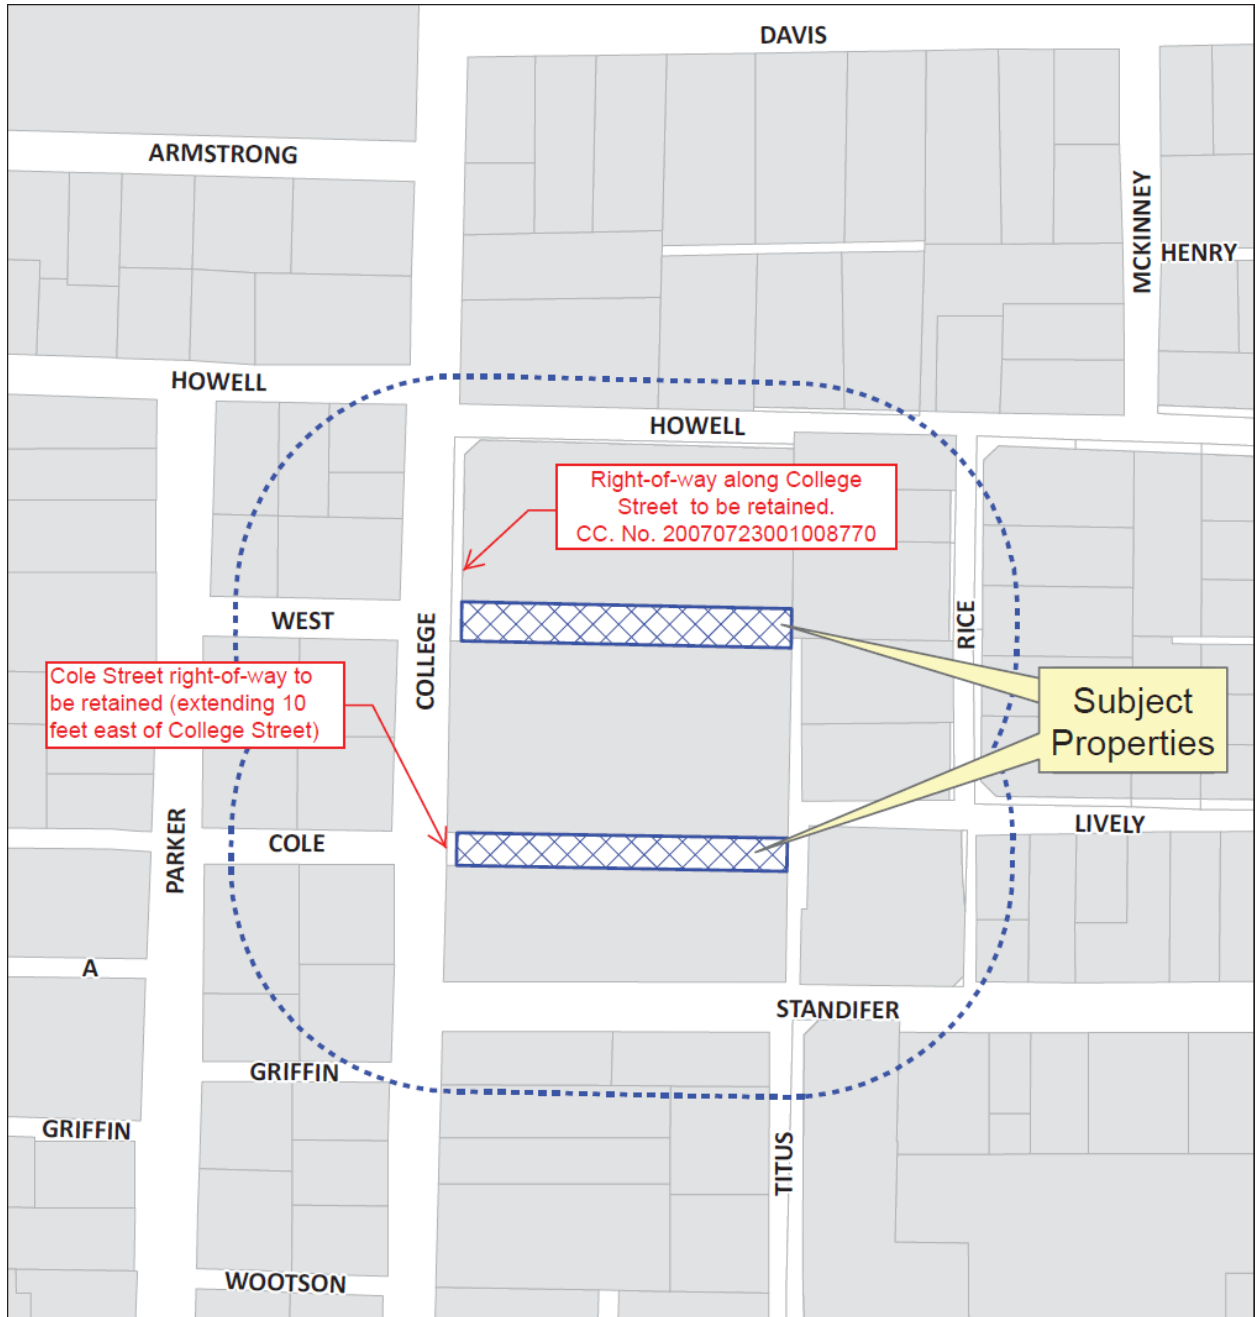 DAVIS
ARMSTRONG
MCKINNEY
HENRY
HOWELL
HOWELL
Right-of-way along College
Street to be retained.
CC. No. 20070723001008770
WEST
COLLEGE
RICE
Cole Street right-of-way to
be retained (extending 10
feet east of College Street)
Subject
Properties
PARKER
COLE
LIVELY
A
STANDIFER
GRIFFIN
GRIFFIN
TITUS
WOOTSON